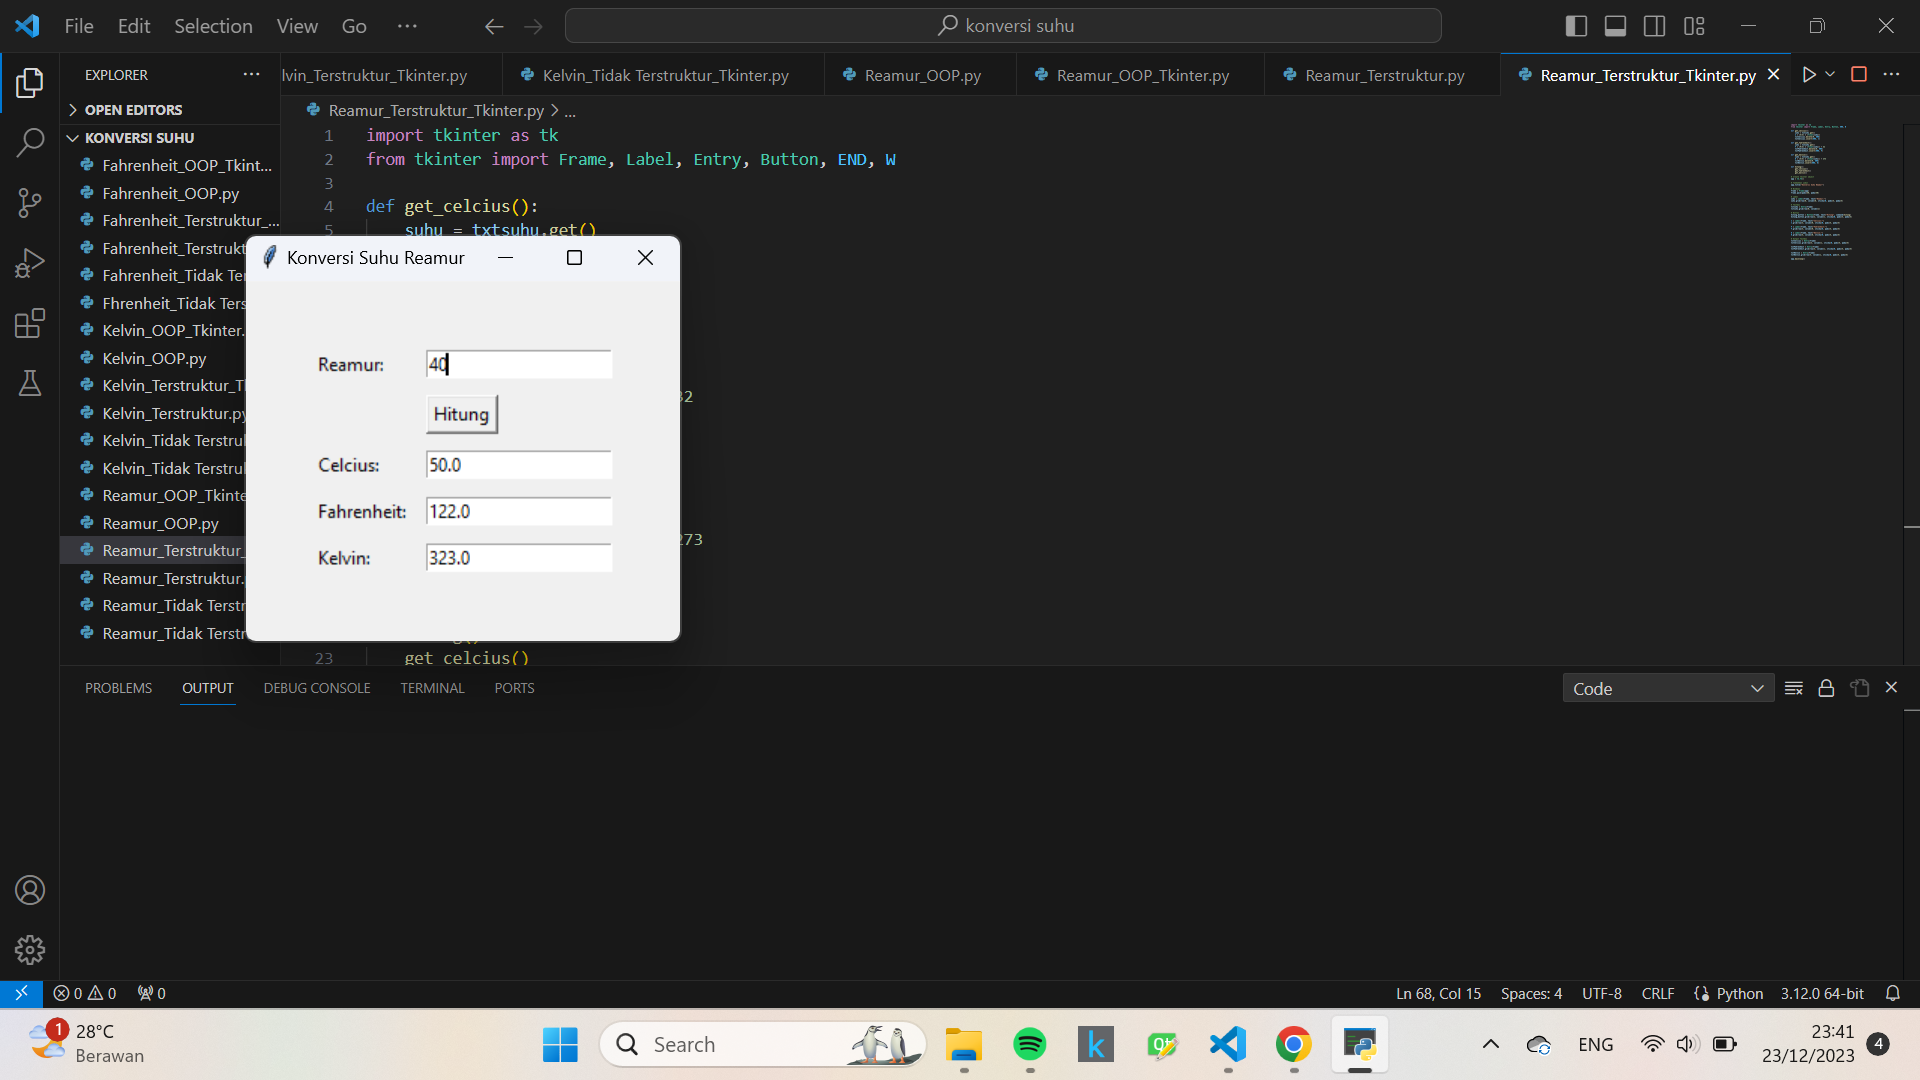 File Edit Selection View Go
konversi suhu
EXPLORER
lvin_Terstruktur_Tkinter.py
Kelvin_Tidak Terstruktur_Tkinter.py
Reamur_OOP.py
Reamur_OOP_Tkinter.py
Reamur_Terstruktur.py
Reamur_Terstruktur_Tkinter.py
OPEN EDITORS
KONVERSI SUHU
Fahrenheit_OOP_Tkint...
Fahrenheit_OOP.py
Fahrenheit_Terstruktur_...
Fahrenheit_Terstrukt
Fahrenheit_Tidak Ter
Fhrenheit_Tidak Ters
Kelvin_OOP_Tkinter.
Kelvin_OOP.py
Kelvin_Terstruktur_T
Kelvin_Terstruktur.py
Kelvin_Tidak Terstruk
Kelvin_Tidak Terstruk
Reamur_OOP_Tkinte
Reamur_OOP.py
Reamur_Terstruktur_
Reamur_Terstruktur.
Reamur_Tidak Terstr
Reamur_Tidak Terstr
Reamur_Terstruktur_Tkinter.py > ...
1 import tkinter as tk
2 from tkinter import Frame, Label, Entry, Button, END, W
3
4 def get_celcius():
5 suhu = txtsuhu.get()
32
273
23 get_celcius()
Konversi Suhu Reamur
Reamur: 40
Hitung
Celcius: 50.0
Fahrenheit: 122.0
Kelvin: 323.0
PROBLEMS OUTPUT DEBUG CONSOLE TERMINAL PORTS
Code
0 0 0
Ln 68, Col 15 Spaces: 4 UTF-8 CRLF Python 3.12.0 64-bit
1
28°C
Berawan
Search
ENG
23:41
23/12/2023
4